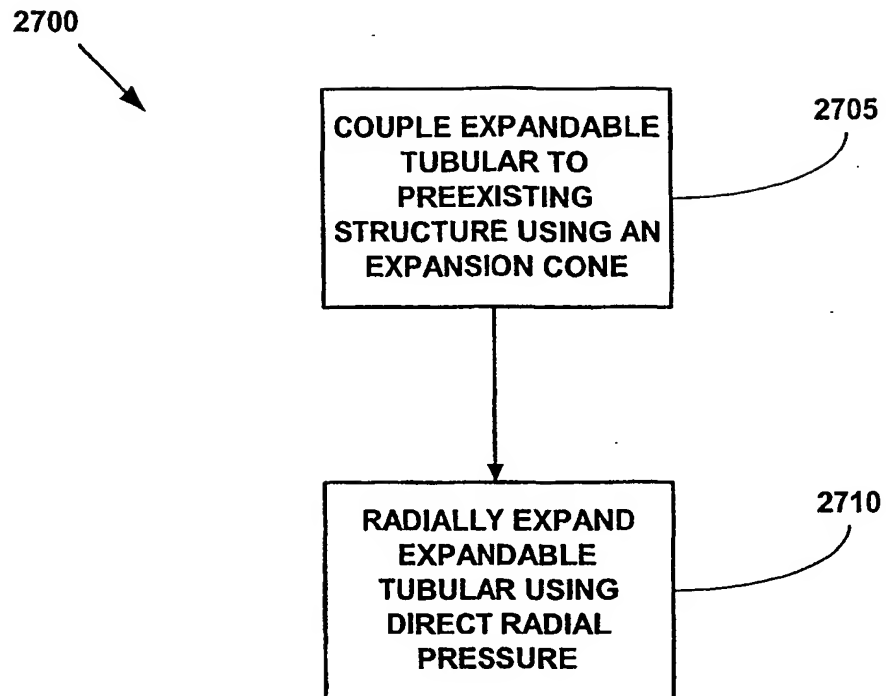 2700
COUPLE EXPANDABLE
TUBULAR TO
PREEXISTING
STRUCTURE USING AN
EXPANSION CONE
2705
RADIALLY EXPAND
EXPANDABLE
TUBULAR USING
DIRECT RADIAL
PRESSURE
2710